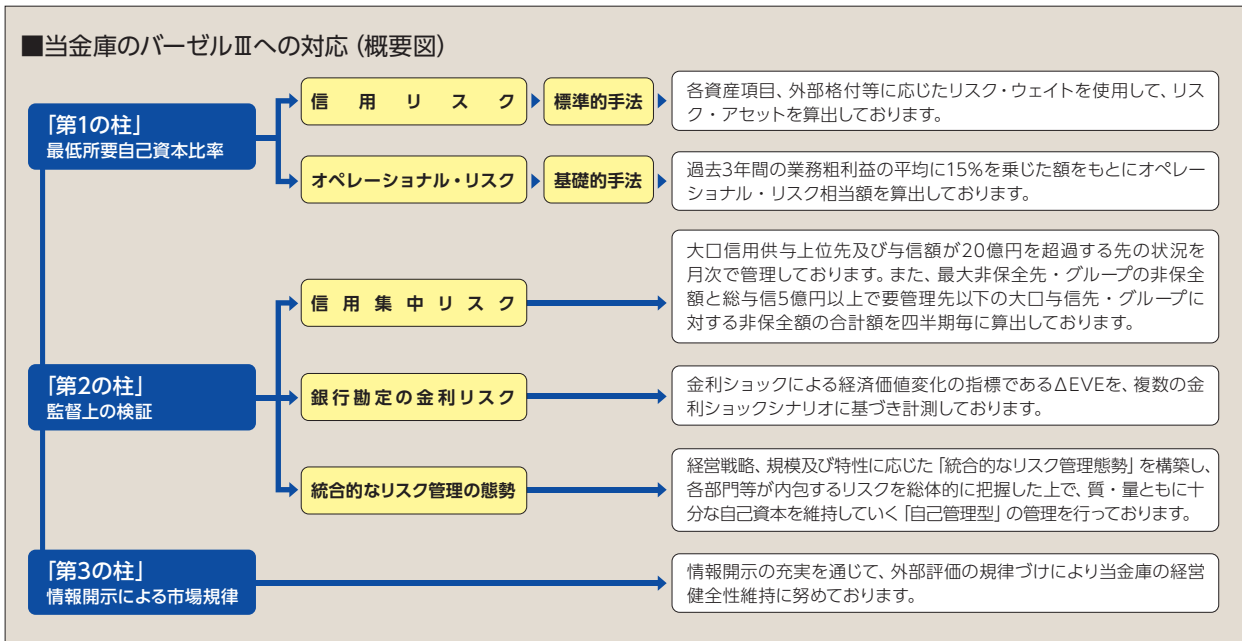 ■当金庫のバーゼルⅢへの対応（概要図）
「第1の柱」
最低所要自己資本比率
信用リスク
標準的手法
各資産項目、外部格付等に応じたリスク・ウェイトを使用して、リス
ク・アセットを算出しております。
オペレーショナル・リスク
基礎的手法
過去3年間の業務粗利益の平均に15%を乗じた額をもとにオペレー
ショナル・リスク相当額を算出しております。
「第2の柱」
監督上の検証
信用集中リスク
大口信用供与上位先及び与信額が20億円を超過する先の状況を
月次で管理しております。また、最大非保全先・グループの非保全
額と総与信5億円以上で要管理先以下の大口与信先・グループに
対する非保全額の合計額を四半期毎に算出しております。
銀行勘定の金利リスク
金利ショックによる経済価値変化の指標であるΔEVEを、複数の金
利ショックシナリオに基づき計測しております。
統合的なリスク管理の態勢
経営戦略、規模及び特性に応じた「統合的なリスク管理態勢」を構築し、
各部門等が内包するリスクを総体的に把握した上で、質・量ともに十
分な自己資本を維持していく「自己管理型」の管理を行っております。
「第3の柱」
情報開示による市場規律
情報開示の充実を通じて、外部評価の規律づけにより当金庫の経営
健全性維持に努めております。